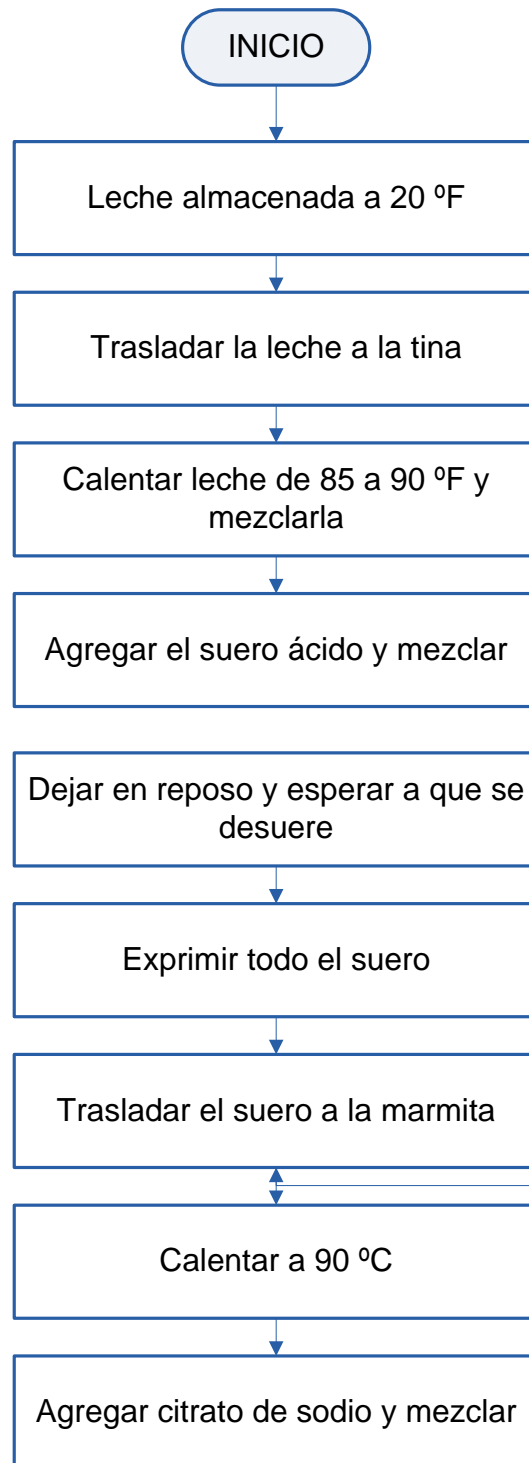 INICIO
Leche almacenada a 20 ºF
Trasladar la leche a la tina
Calentar leche de 85 a 90 ºF y
mezclarla
Agregar el suero ácido y mezclar
Dejar en reposo y esperar a que se
desuere
Exprimir todo el suero
Trasladar el suero a la marmita
Calentar a 90 ºC
Agregar citrato de sodio y mezclar